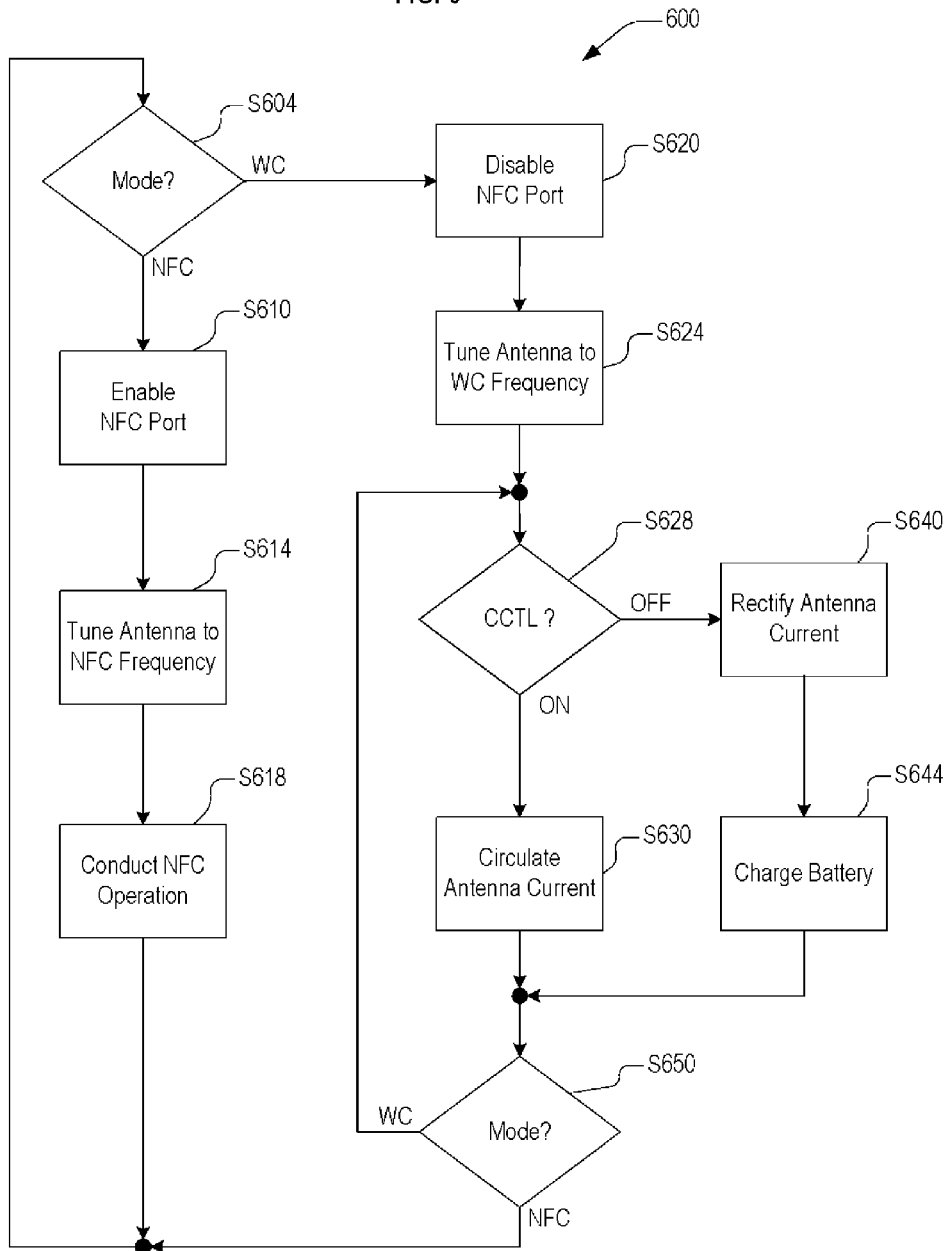 600
S604
Mode?
WC
NFC
S620
Disable
NFC Port
S610
Enable
NFC Port
S624
Tune Antenna to
WC Frequency
S614
Tune Antenna to
NFC Frequency
S628
CCTL ?
OFF
ON
S640
Rectify Antenna
Current
S618
Conduct NFC
Operation
S630
Circulate
Antenna Current
S644
Charge Battery
S650
Mode?
WC
NFC